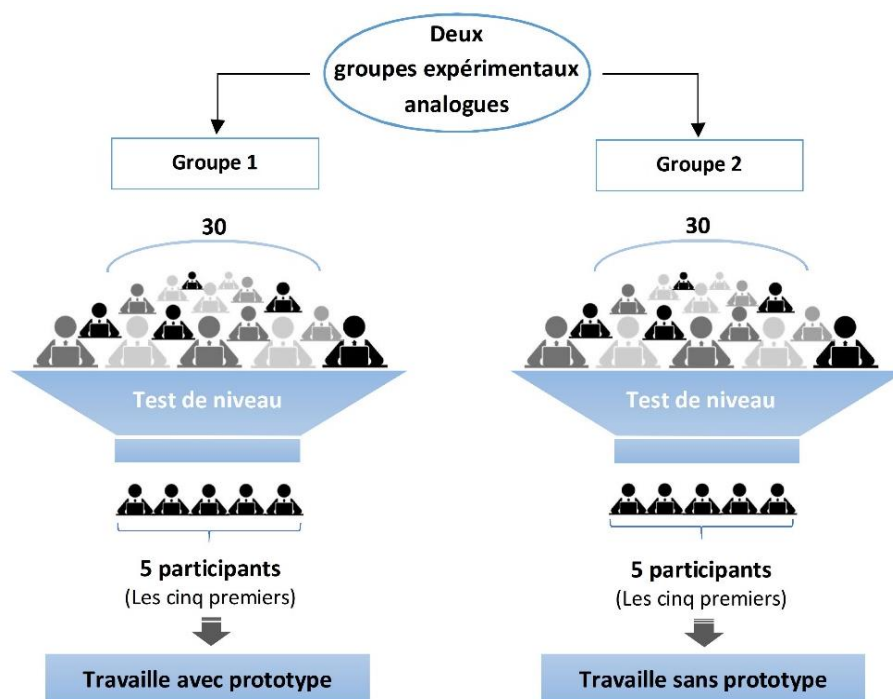 Deux
groupes expérimentaux
analogues
Groupe 1
30
Test de niveau
5 participants
(Les cinq premiers)
Travaille avec prototype
Groupe 2
30
Test de niveau
5 participants
(Les cinq premiers)
Travaille sans prototype